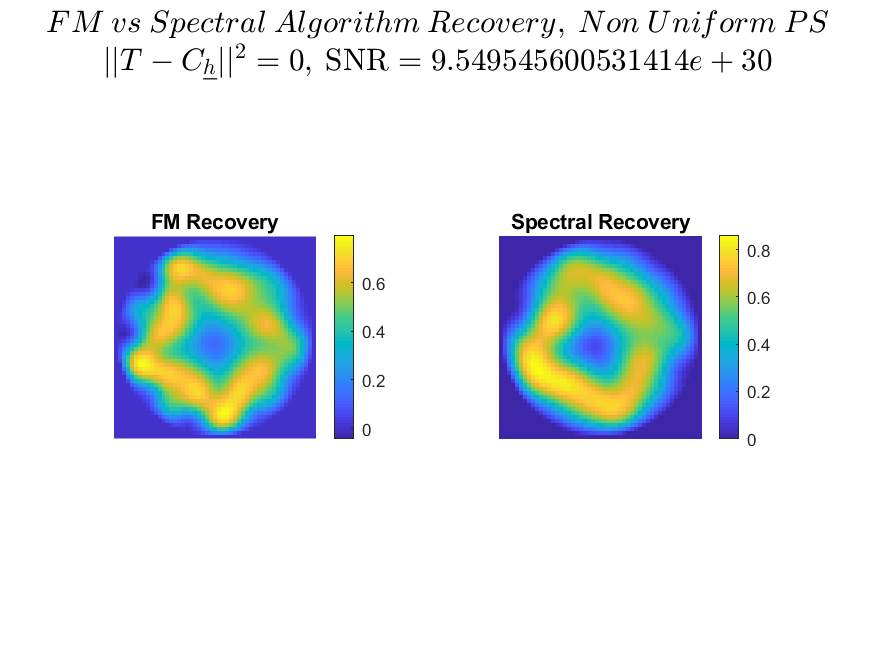 FM vs Spectral Algorithm Recovery, Non Uniform PS
||T − C_h||² = 0, SNR = 9.549545600531414e + 30
FM Recovery
0.6
0.4
0.2
0
Spectral Recovery
0.8
0.6
0.4
0.2
0